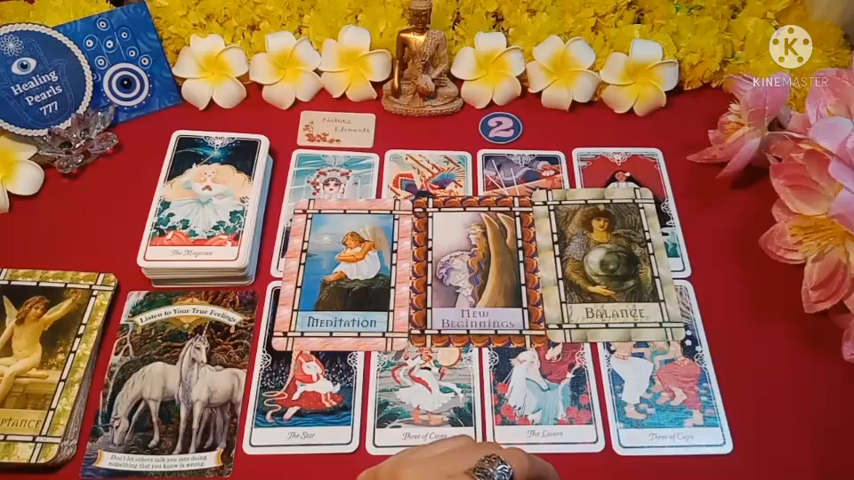 KINEMASTER
Healing
Pearls
777
Nature
Elements
2
The Magician
MEDITATION
NEW
BEGINNINGS
BALANCE
Listen to Your True Feelings
Don't let others talk you into doing
something you know is wrong.
The Star
Three of Coins
The Lovers
Three of Cups